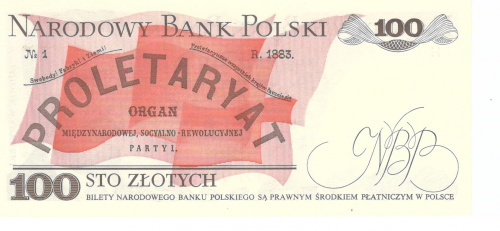 NARODOWY BANK POLSKI
100
№ 1
R. 1883.
Swobody! Fabryki i Ziemi!
PROLETARYAT
ORGAN
MIĘDZYNARODOWEJ, SOCYALNO-REWOLUCYJNEJ
PARTYI.
NBP
100 STO ZŁOTYCH
BILETY NARODOWEGO BANKU POLSKIEGO SĄ PRAWNYM ŚRODKIEM PŁATNICZYM W POLSCE